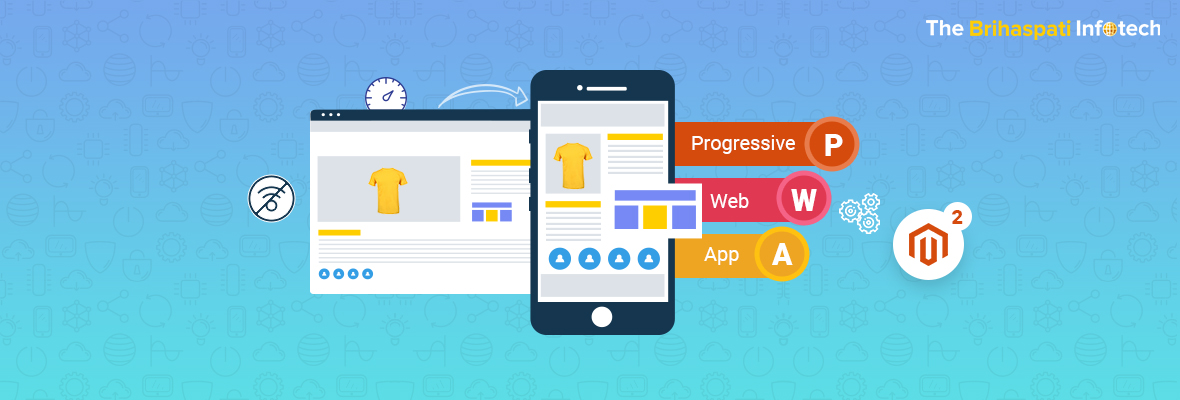 The Brihaspati Infotech
Progressive P
Web W
App A
2